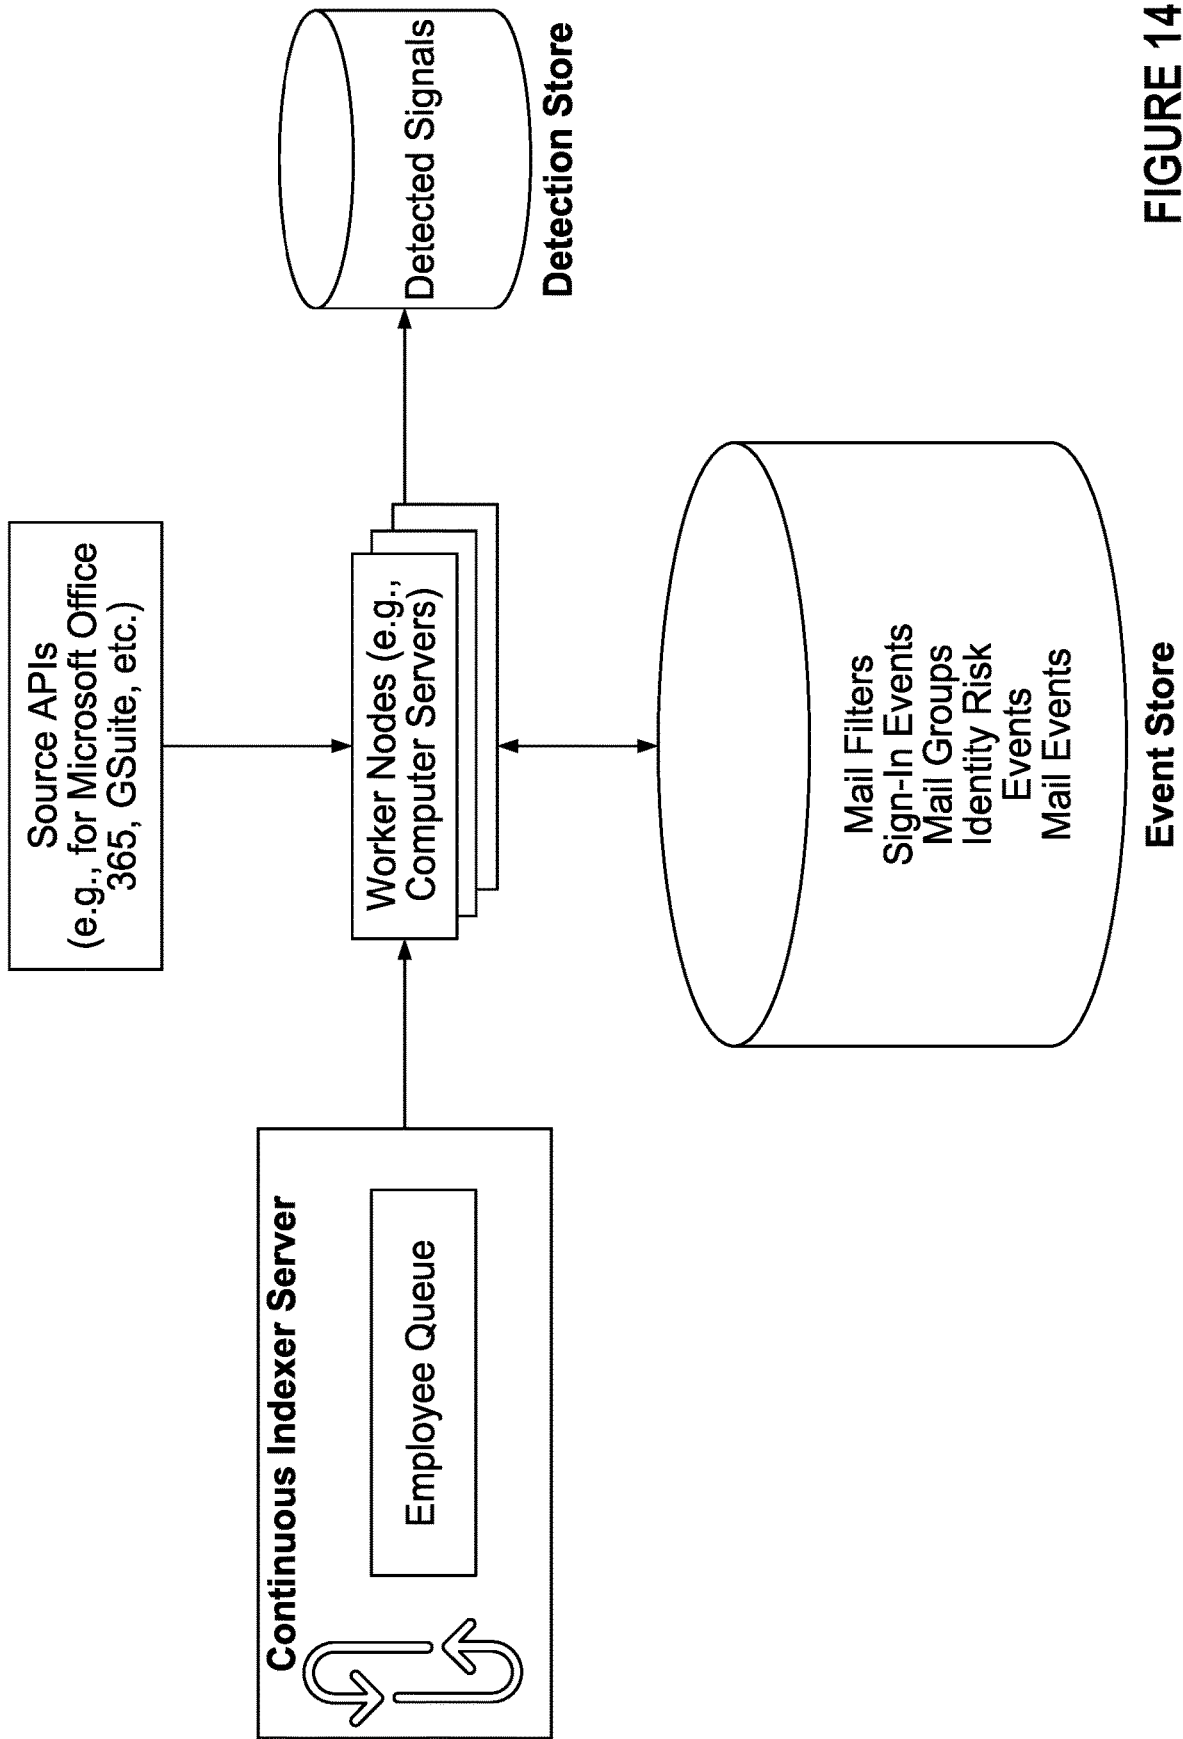 Source APIs
(e.g., for Microsoft Office
365, GSuite, etc.)
Continuous Indexer Server
Employee Queue
Worker Nodes (e.g.,
Computer Servers)
Detected Signals
Detection Store
Mail Filters
Sign-In Events
Mail Groups
Identity Risk
Events
Mail Events
Event Store
FIGURE 14